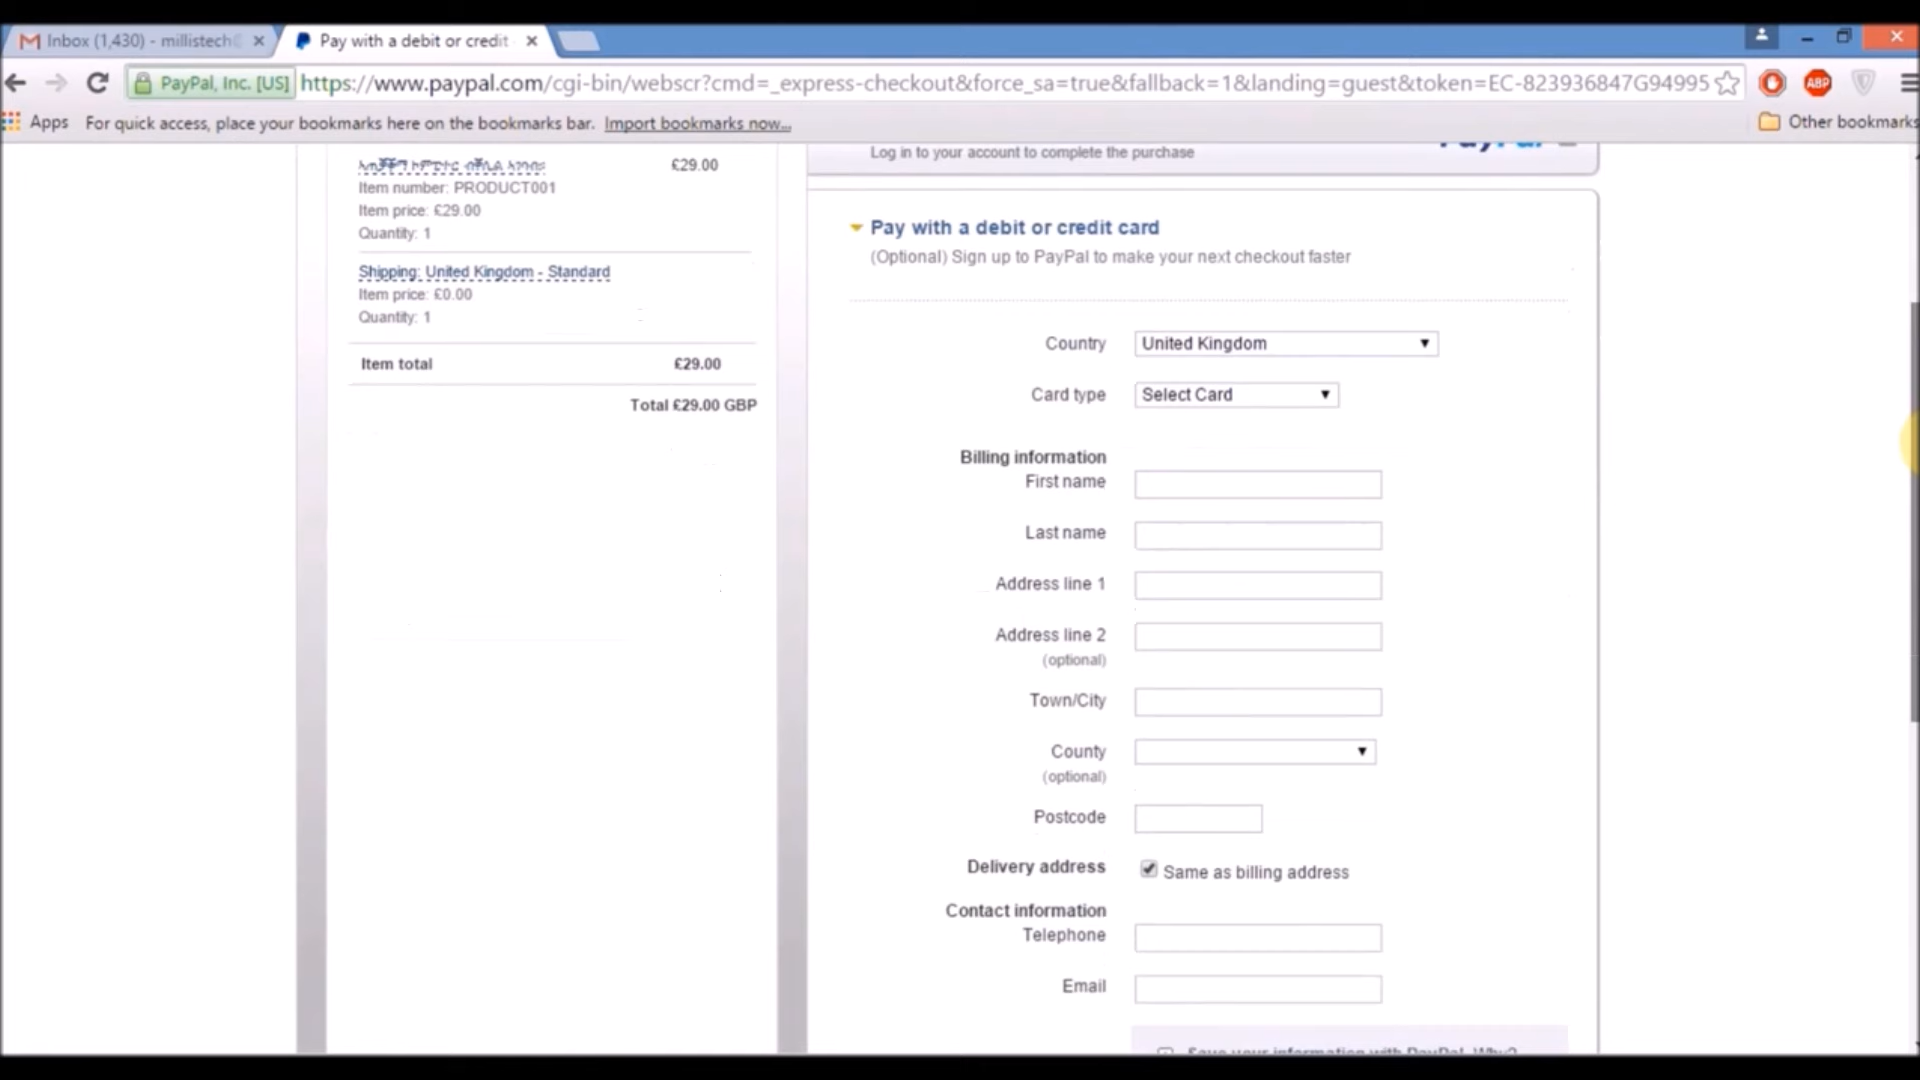 Inbox (1,430) - millistech
Pay with a debit or credit
PayPal, Inc. [US]
https://www.paypal.com/cgi-bin/webscr?cmd=_express-checkout&force_sa=true&fallback=1&landing=guest&token=EC-823936847G94995
ABP
Apps
For quick access, place your bookmarks here on the bookmarks bar. Import bookmarks now...
Other bookmarks
£29.00
Item number: PRODUCT001
Item price: £29.00
Quantity: 1
Shipping: United Kingdom - Standard
Item price: £0.00
Quantity: 1
Item total £29.00
Total £29.00 GBP
Log in to your account to complete the purchase
PayPal
Pay with a debit or credit card
(Optional) Sign up to PayPal to make your next checkout faster
Country United Kingdom
Card type Select Card
Billing information
First name
Last name
Address line 1
Address line 2
(optional)
Town/City
County
(optional)
Postcode
Delivery address Same as billing address
Contact information
Telephone
Email
Save your information with PayPal. Why?